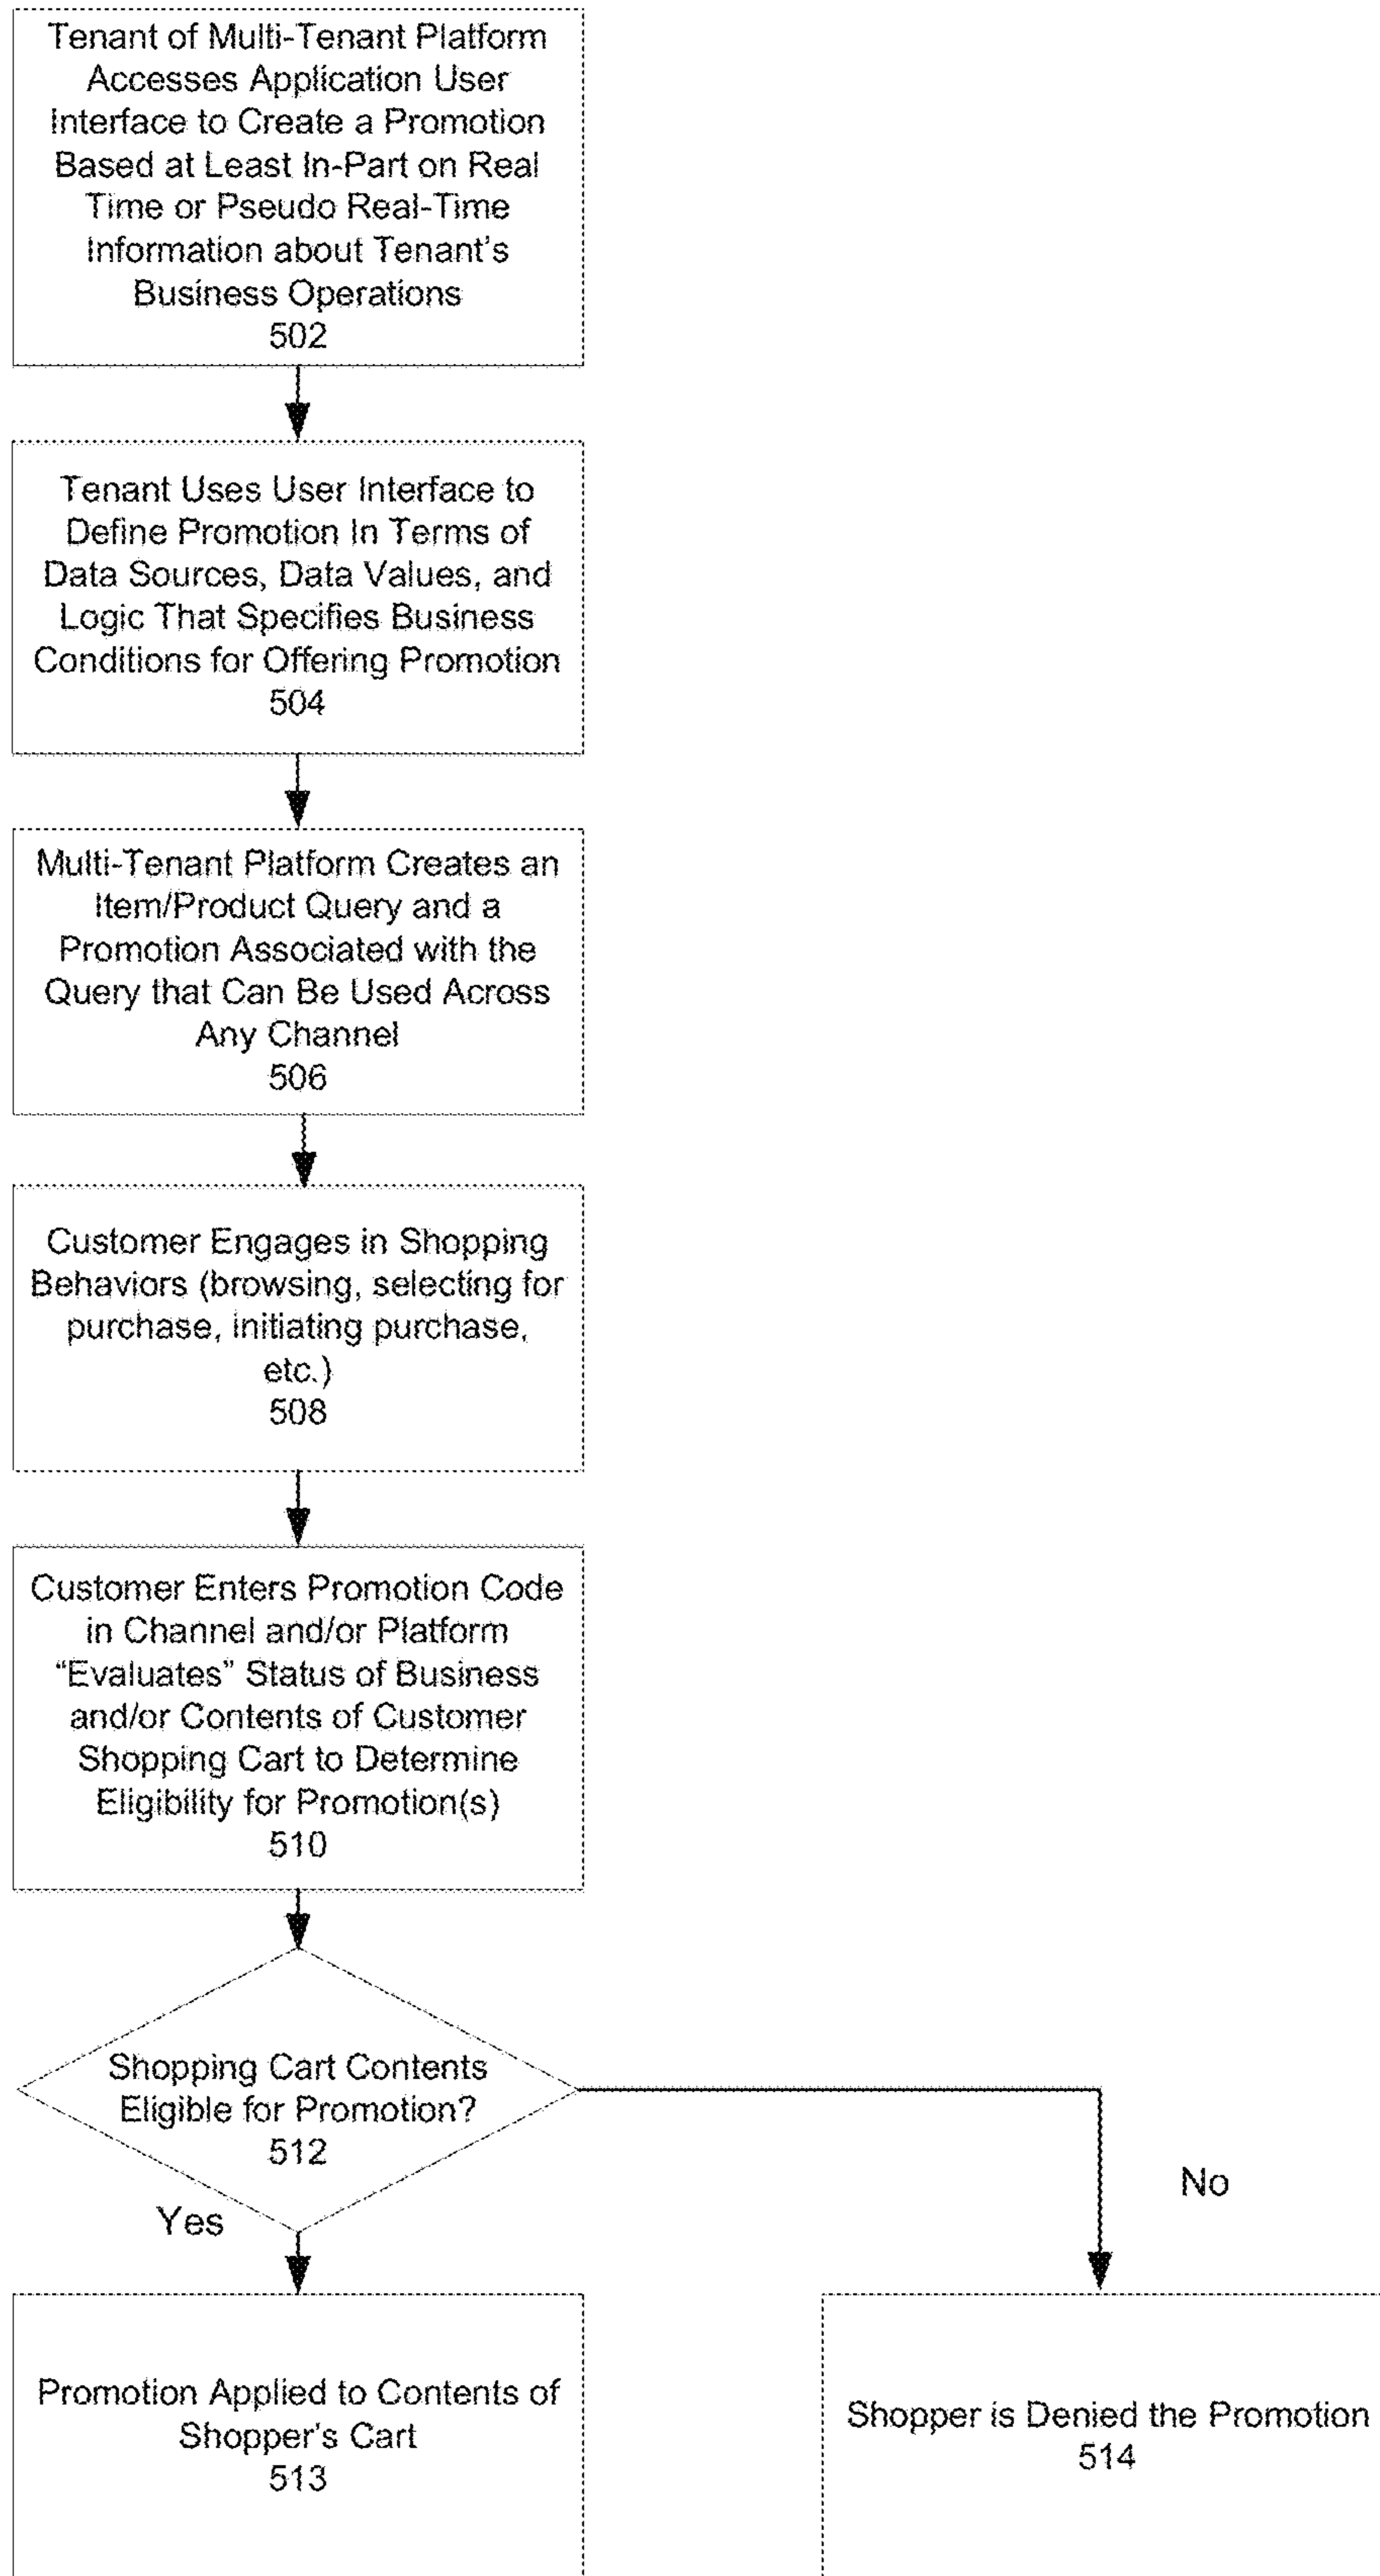 Tenant of Multi-Tenant Platform
Accesses Application User
Interface to Create a Promotion
Based at Least In-Part on Real
Time or Pseudo Real-Time
Information about Tenant's
Business Operations
502
Tenant Uses User Interface to
Define Promotion In Terms of
Data Sources, Data Values, and
Logic That Specifies Business
Conditions for Offering Promotion
504
Multi-Tenant Platform Creates an
Item/Product Query and a
Promotion Associated with the
Query that Can Be Used Across
Any Channel
506
Customer Engages in Shopping
Behaviors (browsing, selecting for
purchase, initiating purchase,
etc.)
508
Customer Enters Promotion Code
in Channel and/or Platform
“Evaluates” Status of Business
and/or Contents of Customer
Shopping Cart to Determine
Eligibility for Promotion(s)
510
Shopping Cart Contents
Eligible for Promotion?
512
No
Yes
Promotion Applied to Contents of
Shopper's Cart
513
Shopper is Denied the Promotion
514